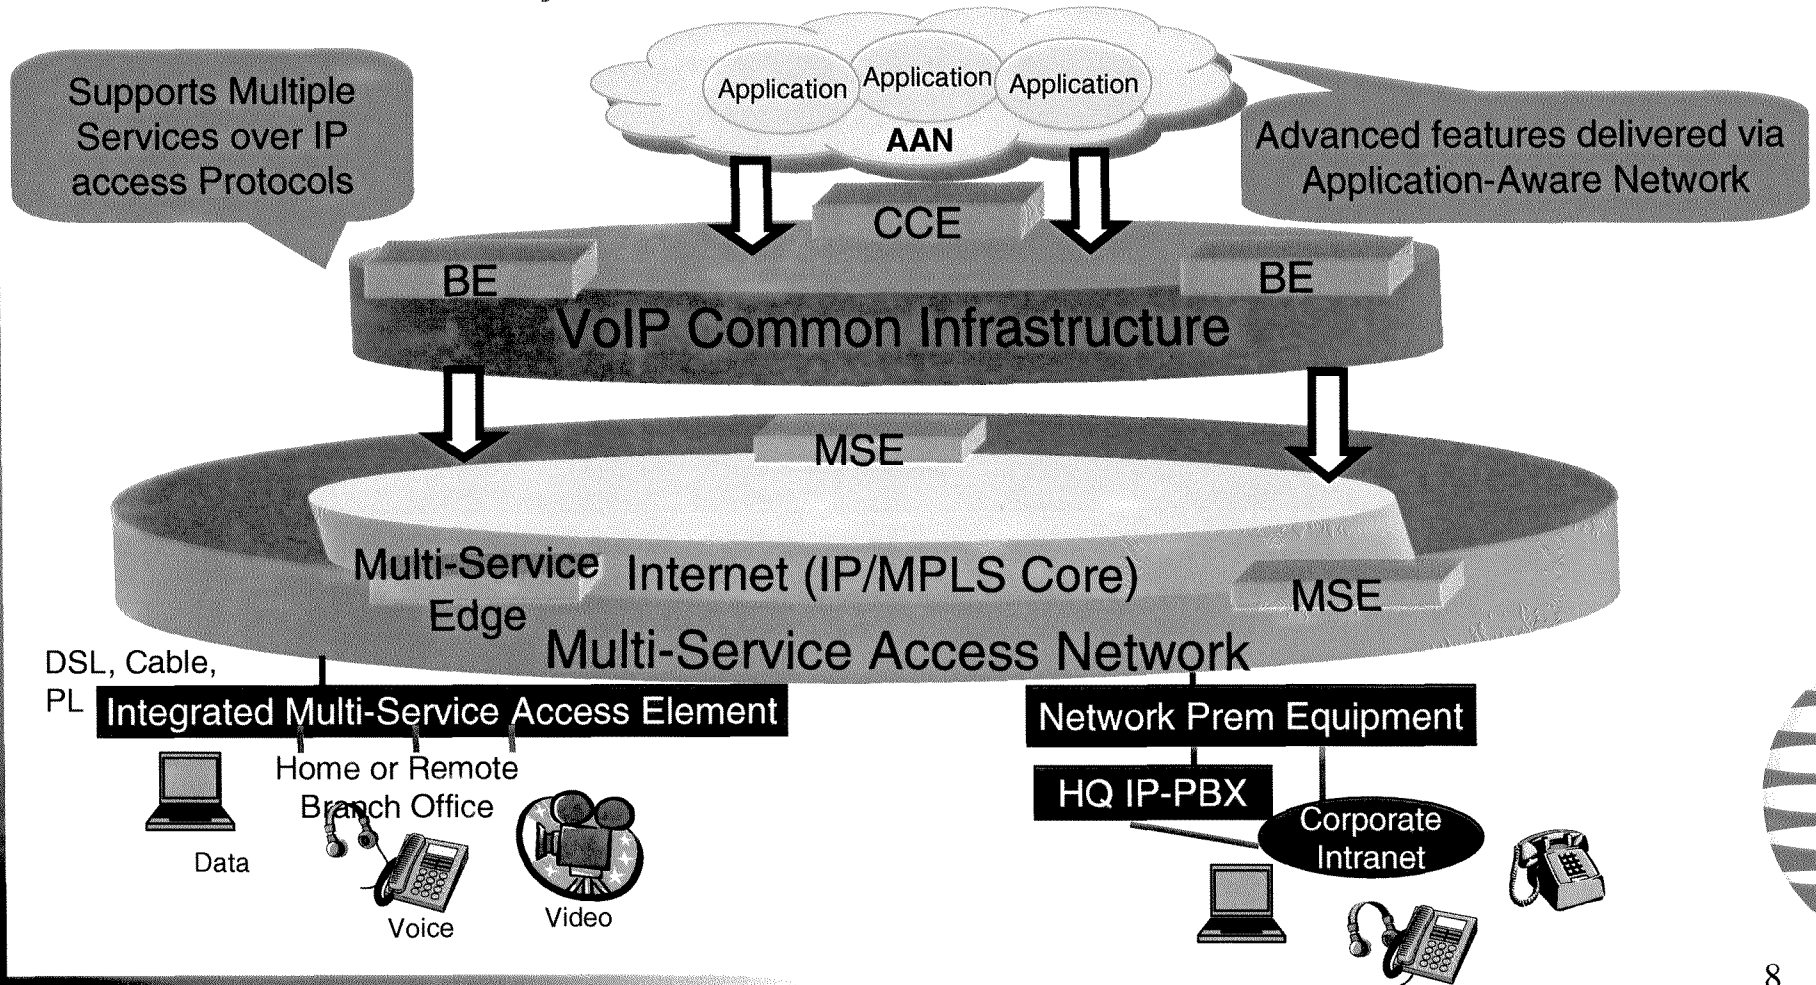 Supports Multiple
Services over IP
access Protocols
Application
Application
Application
AAN
Advanced features delivered via
Application-Aware Network
CCE
BE
BE
VoIP Common Infrastructure
MSE
Multi-Service
Edge
Internet (IP/MPLS Core)
MSE
Multi-Service Access Network
DSL, Cable,
PL
Integrated Multi-Service Access Element
Network Prem Equipment
Home or Remote
Branch Office
HQ IP-PBX
Corporate
Intranet
Data
Voice
Video
8